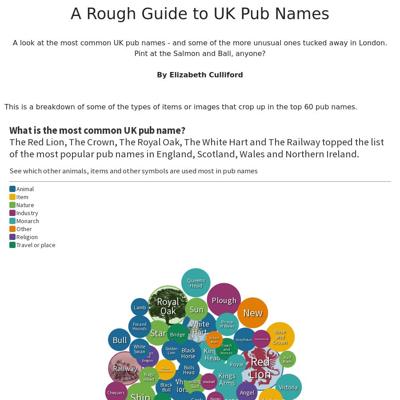 A Rough Guide to UK Pub Names
A look at the most common UK pub names - and some of the more unusual ones tucked away in London.
Pint at the Salmon and Ball, anyone?
By Elizabeth Culliford
This is a breakdown of some of the types of items or images that crop up in the top 60 pub names.
What is the most common UK pub name?
The Red Lion, The Crown, The Royal Oak, The White Hart and The Railway topped the list
of the most popular pub names in England, Scotland, Wales and Northern Ireland.
See which other animals, items and other symbols are used most in pub names
Animal
Item
Nature
Industry
Monarch
Other
Religion
Travel or place
Queens
Head
Royal
Oak
Plough
Lamb
Sun
New
White
Hart
Star
Bridge
Bull
White
Swan
Black
Horse
Railway
Red
Lion
Bulls
Head
Kings
Arms
Black
Bull
Victoria
Angel
Chequers
Ship